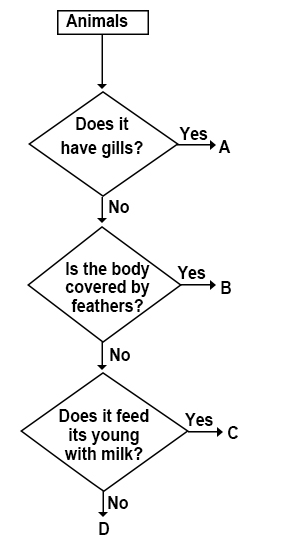 Animals
Does it
have gills?
Yes
A
No
Is the body
covered by
feathers?
Yes
B
No
Does it feed
its young
with milk?
Yes
C
No
D